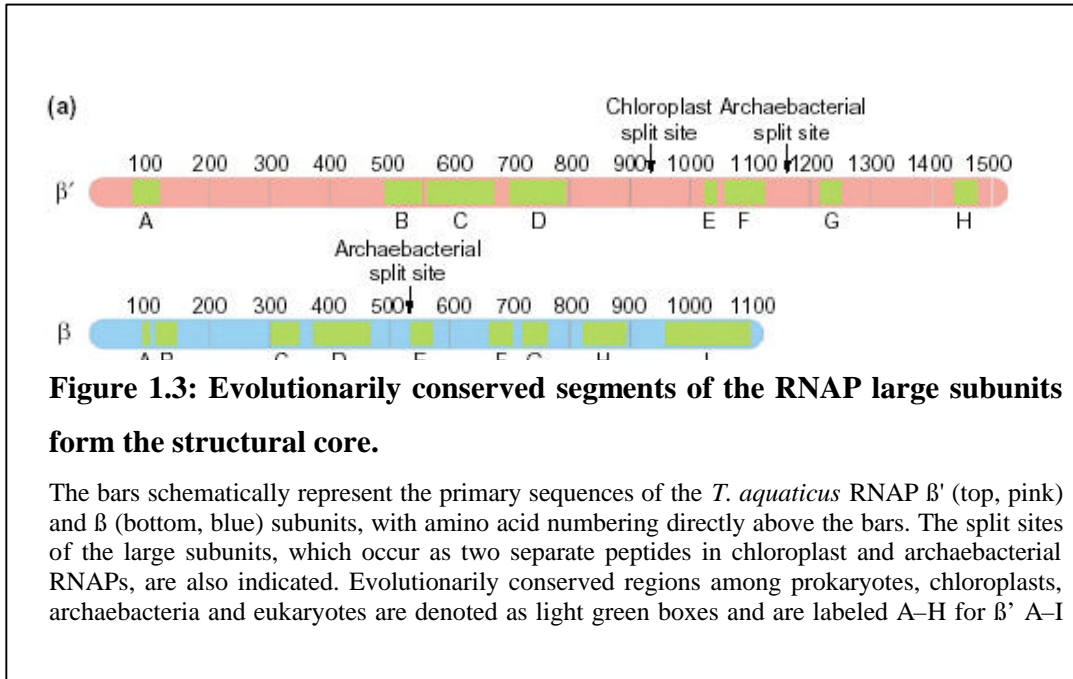 (a)
Chloroplast Archaebacterial
split site split site
100 200 300 400 500 600 700 800 900 1000 1100 1200 1300 1400 1500
β′
A B C D E F G H
Archaebacterial
split site
100 200 300 400 500 600 700 800 900 1000 1100
β
Figure 1.3: Evolutionarily conserved segments of the RNAP large subunits
form the structural core.
The bars schematically represent the primary sequences of the T. aquaticus RNAP ß' (top, pink)
and ß (bottom, blue) subunits, with amino acid numbering directly above the bars. The split sites
of the large subunits, which occur as two separate peptides in chloroplast and archaebacterial
RNAPs, are also indicated. Evolutionarily conserved regions among prokaryotes, chloroplasts,
archaebacteria and eukaryotes are denoted as light green boxes and are labeled A–H for ß’ A–I